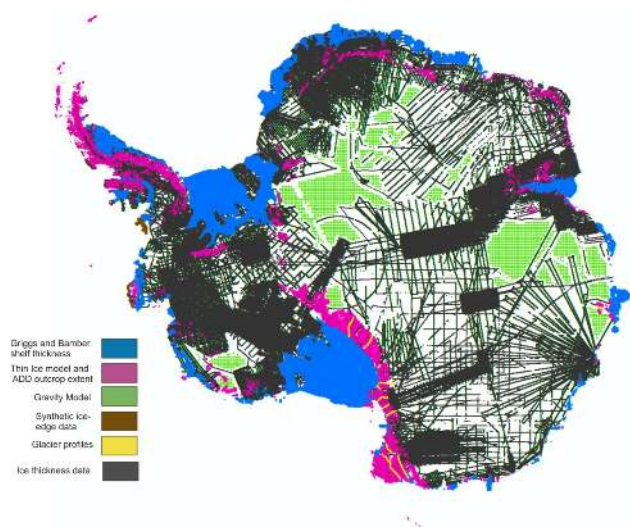 Griggs and Bamber
shelf thickness
Thin Ice model and
ADD outcrop extent
Gravity Model
Synthetic ice-
edge data
Glacier profiles
Ice thickness data